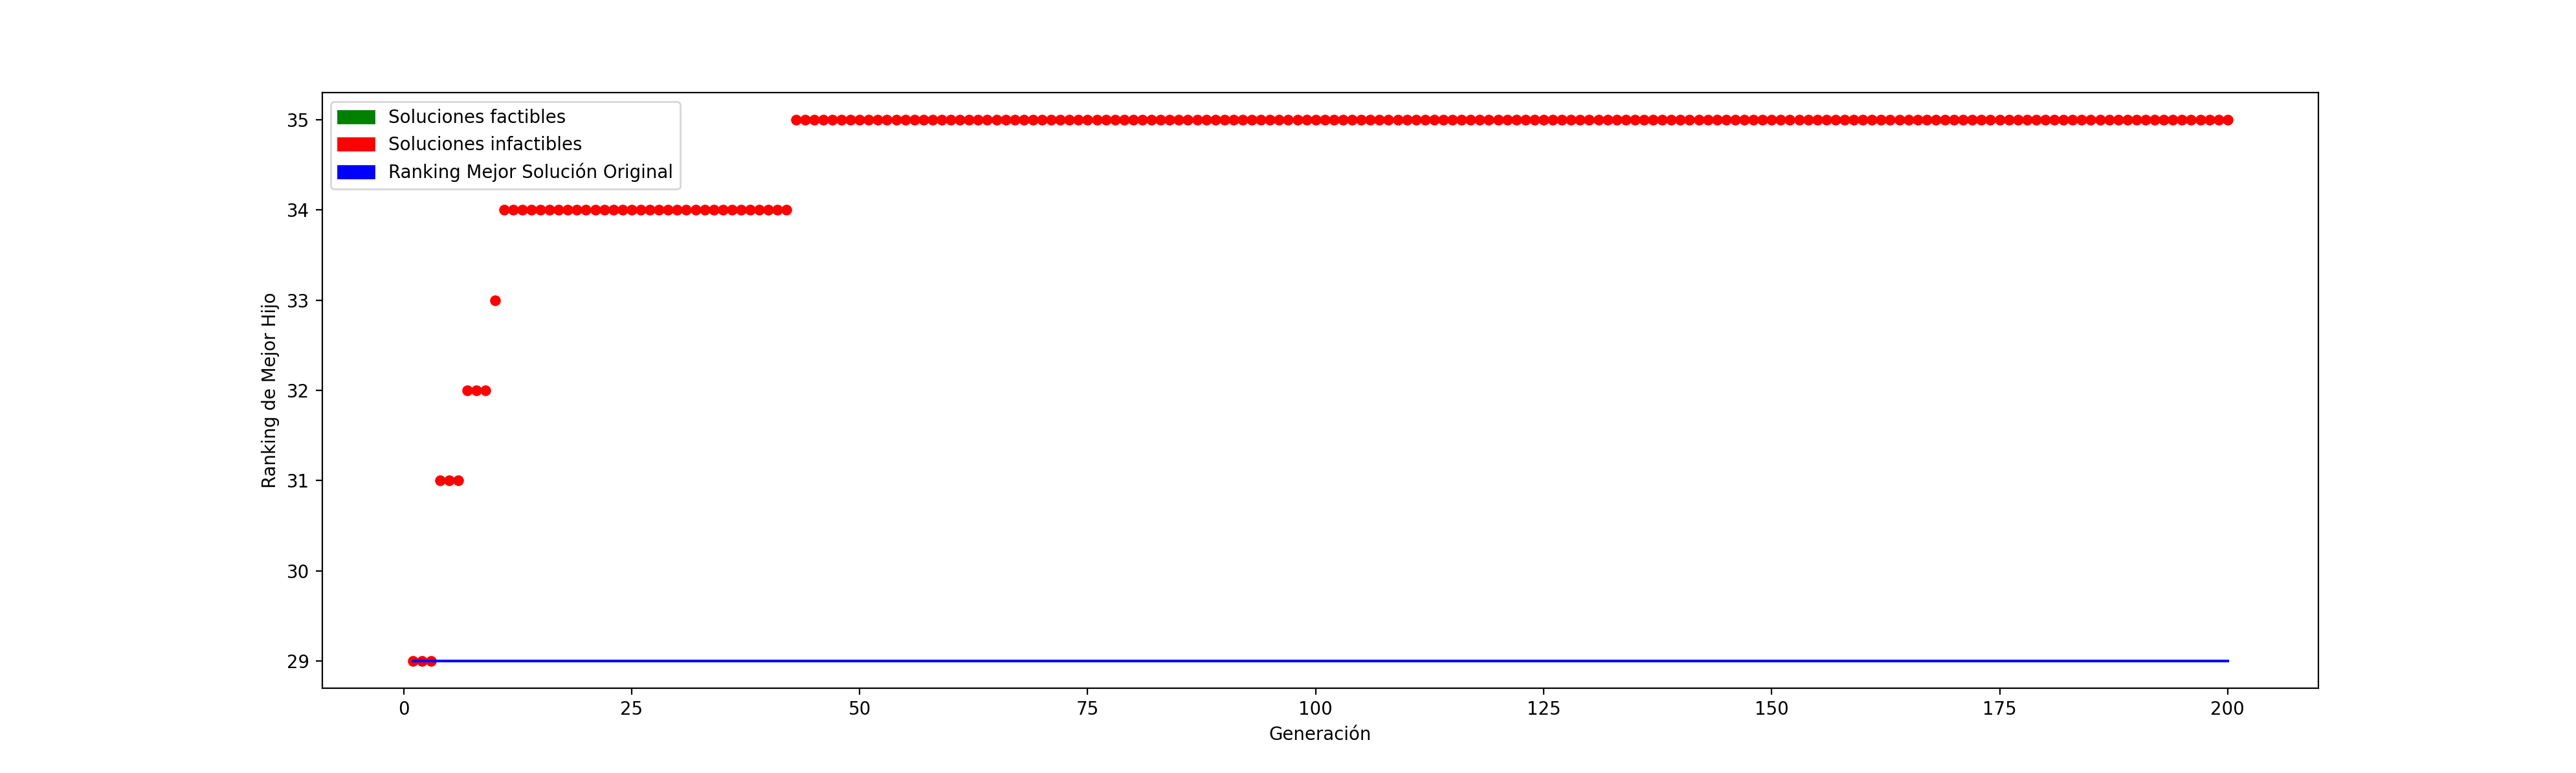 Soluciones factibles
Soluciones infactibles
Ranking Mejor Solución Original
Ranking de Mejor Hijo
35
34
33
32
31
30
29
0 25 50 75 100 125 150 175 200
Generación